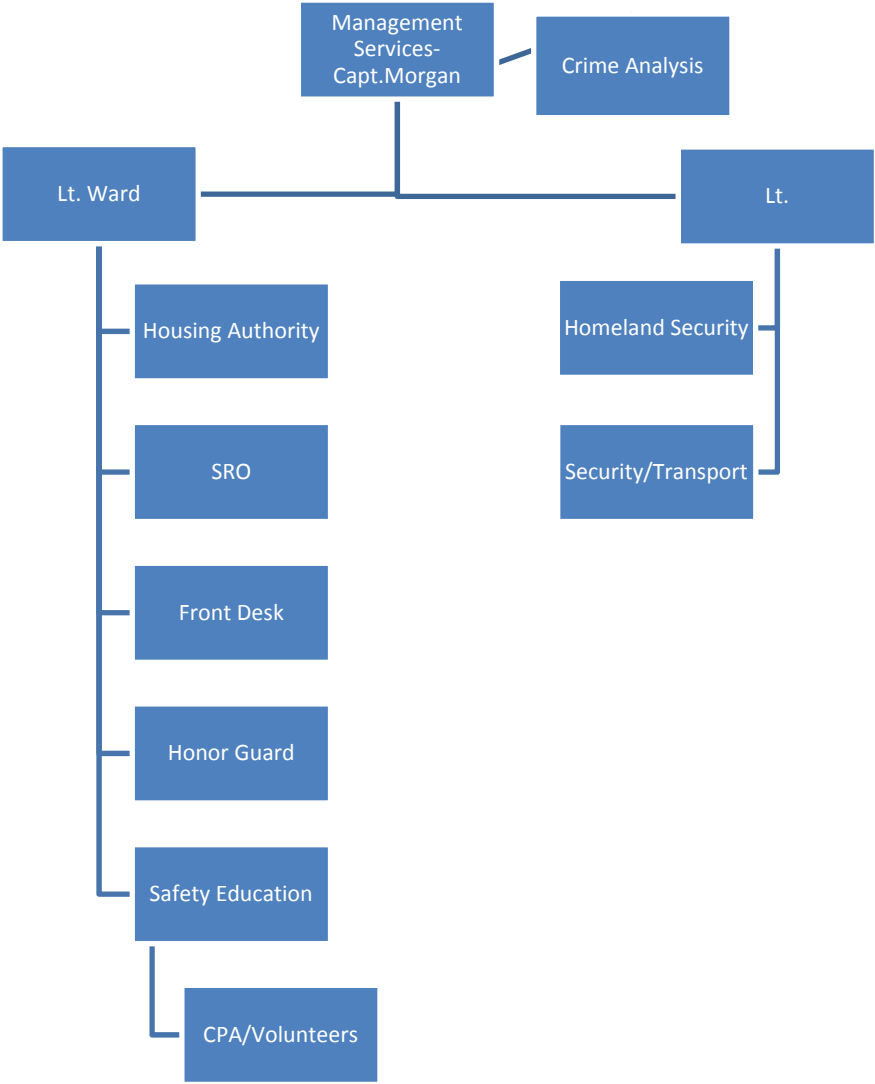 Management
Services-
Capt.Morgan
Crime Analysis
Lt. Ward
Lt.
Housing Authority
Homeland Security
SRO
Security/Transport
Front Desk
Honor Guard
Safety Education
CPA/Volunteers